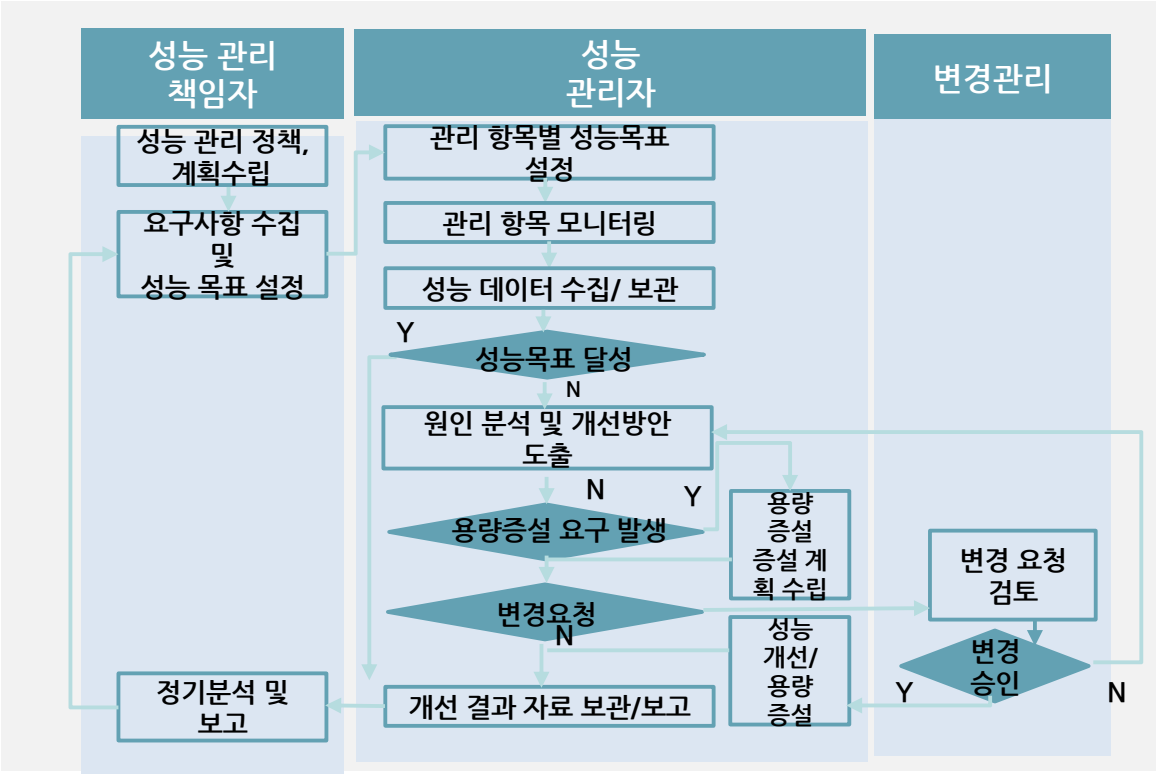 성능 관리
책임자
성능
관리자
변경관리
성능 관리 정책,
계획수립
요구사항 수집
및
성능 목표 설정
관리 항목별 성능목표
설정
관리 항목 모니터링
성능 데이터 수집/ 보관
Y
성능목표 달성
N
원인 분석 및 개선방안
도출
N
Y
용량증설 요구 발생
용량
증설
증설 계
획 수립
변경 요청
검토
변경요청
N
성능
개선/
용량
증설
변경
승인
Y
N
정기분석 및
보고
개선 결과 자료 보관/보고